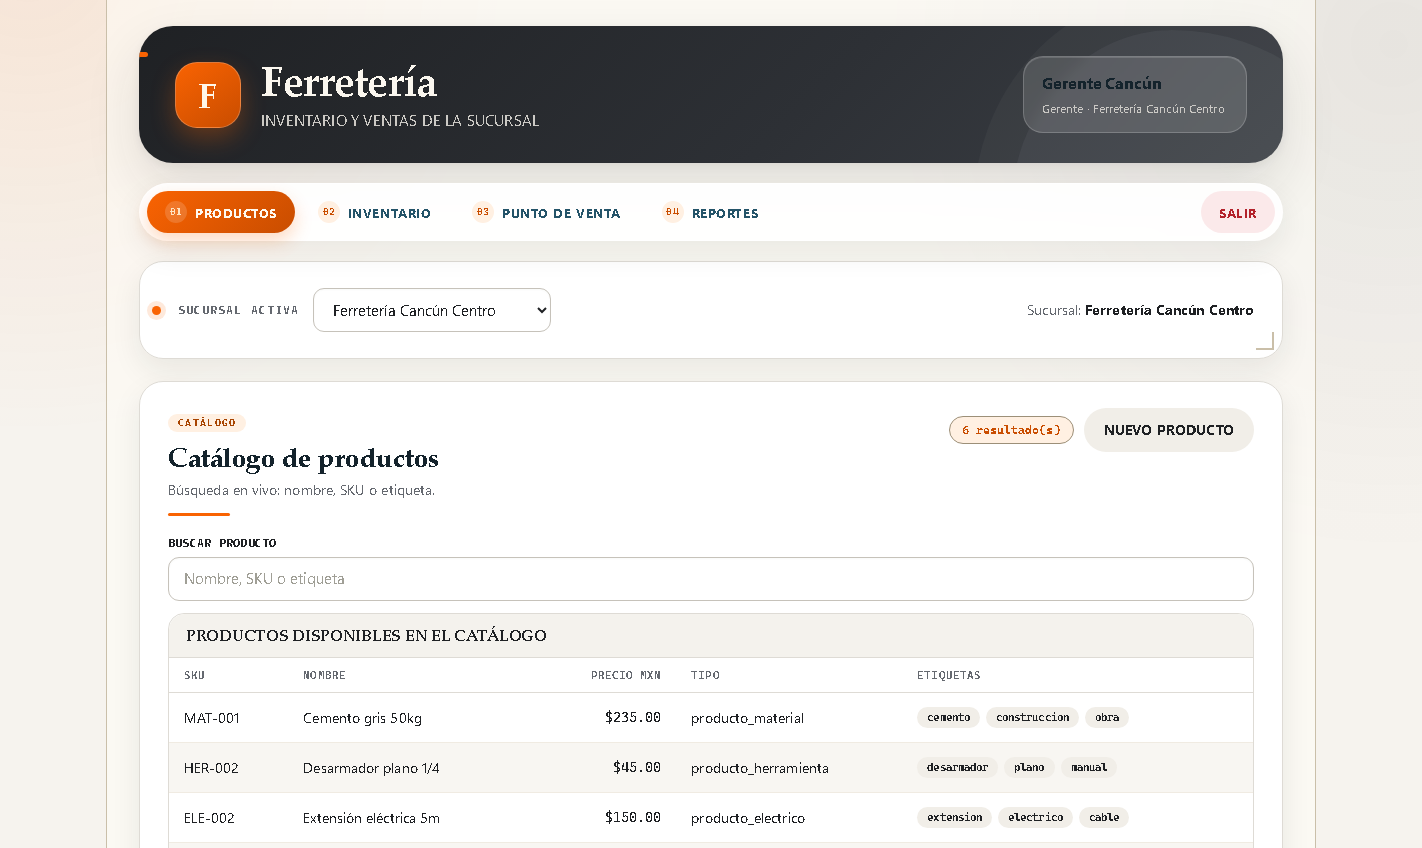 F
Ferretería
INVENTARIO Y VENTAS DE LA SUCURSAL
Gerente Cancún
Gerente · Ferretería Cancún Centro
01 PRODUCTOS 02 INVENTARIO 03 PUNTO DE VENTA 04 REPORTES SALIR
SUCURSAL ACTIVA Ferretería Cancún Centro Sucursal: Ferretería Cancún Centro
CATÁLOGO
6 resultado(s) NUEVO PRODUCTO
Catálogo de productos
Búsqueda en vivo: nombre, SKU o etiqueta.
BUSCAR PRODUCTO
Nombre, SKU o etiqueta
PRODUCTOS DISPONIBLES EN EL CATÁLOGO
SKU NOMBRE PRECIO MXN TIPO ETIQUETAS
MAT-001 Cemento gris 50kg $235.00 producto_material cemento construccion obra
HER-002 Desarmador plano 1/4 $45.00 producto_herramienta desarmador plano manual
ELE-002 Extensión eléctrica 5m $150.00 producto_electrico extension electrico cable